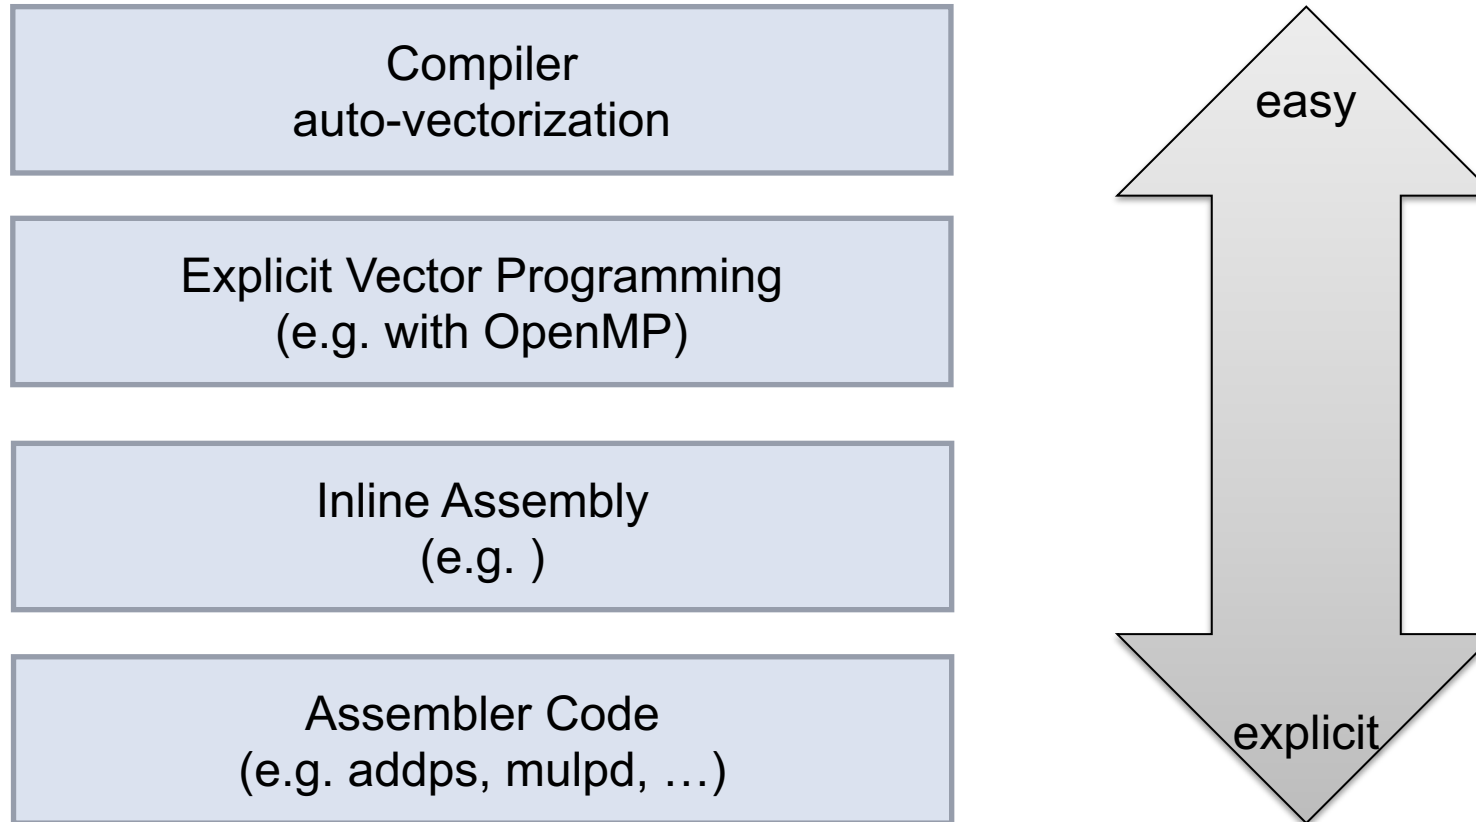 Compiler
auto-vectorization
easy
Explicit Vector Programming
(e.g. with OpenMP)
Inline Assembly
(e.g. )
Assembler Code
(e.g. addps, mulpd, …)
explicit